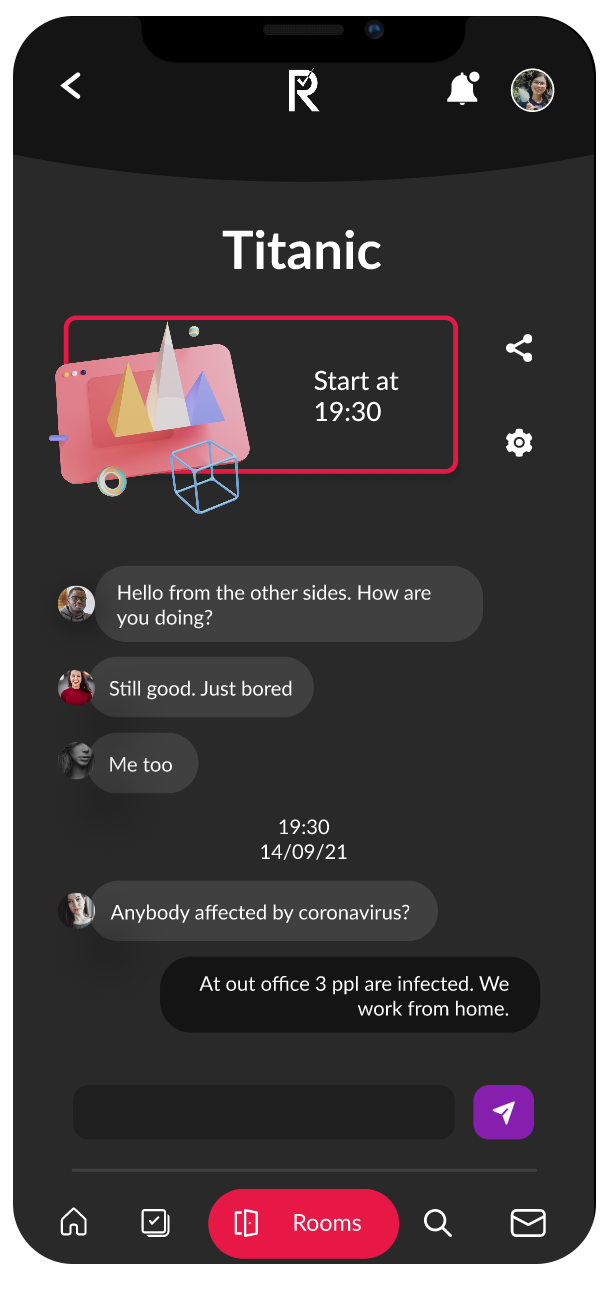 R
Titanic
Start at
19:30
Hello from the other sides. How are
you doing?
Still good. Just bored
Me too
19:30
14/09/21
Anybody affected by coronavirus?
At out office 3 ppl are infected. We
work from home.
Rooms